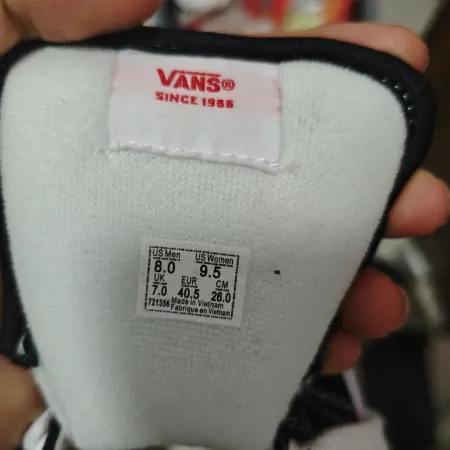 VANS®
SINCE 1966
US Men US Women
8.0 9.5
UK EUR CM
7.0 40.5 26.0
721356 Made in Vietnam
Fabrique en Vietnam